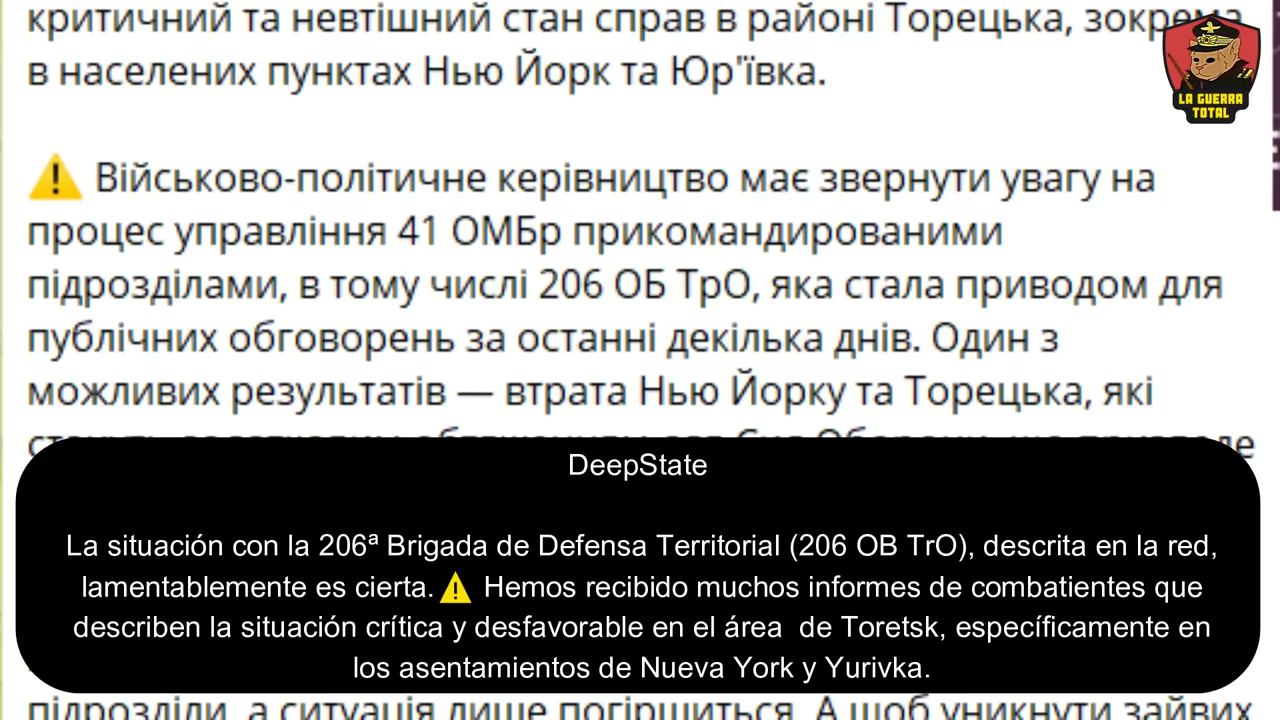 критичний та невтішний стан справ в районі Торецька, зокрема
в населених пунктах Нью Йорк та Юр'ївка.
LA GUERRA
TOTAL
⚠️ Військово-політичне керівництво має звернути увагу на
процес управління 41 ОМБр прикомандированими
підрозділами, в тому числі 206 ОБ ТрО, яка стала приводом для
публічних обговорень за останні декілька днів. Один з
можливих результатів — втрата Нью Йорку та Торецька, які
DeepState
La situación con la 206ª Brigada de Defensa Territorial (206 OB TrO), descrita en la red,
lamentablemente es cierta.⚠️ Hemos recibido muchos informes de combatientes que
describen la situación crítica y desfavorable en el área de Toretsk, específicamente en
los asentamientos de Nueva York y Yurivka.
підрозділи, а ситуація лише погіршиться. А щоб уникнути зайвих